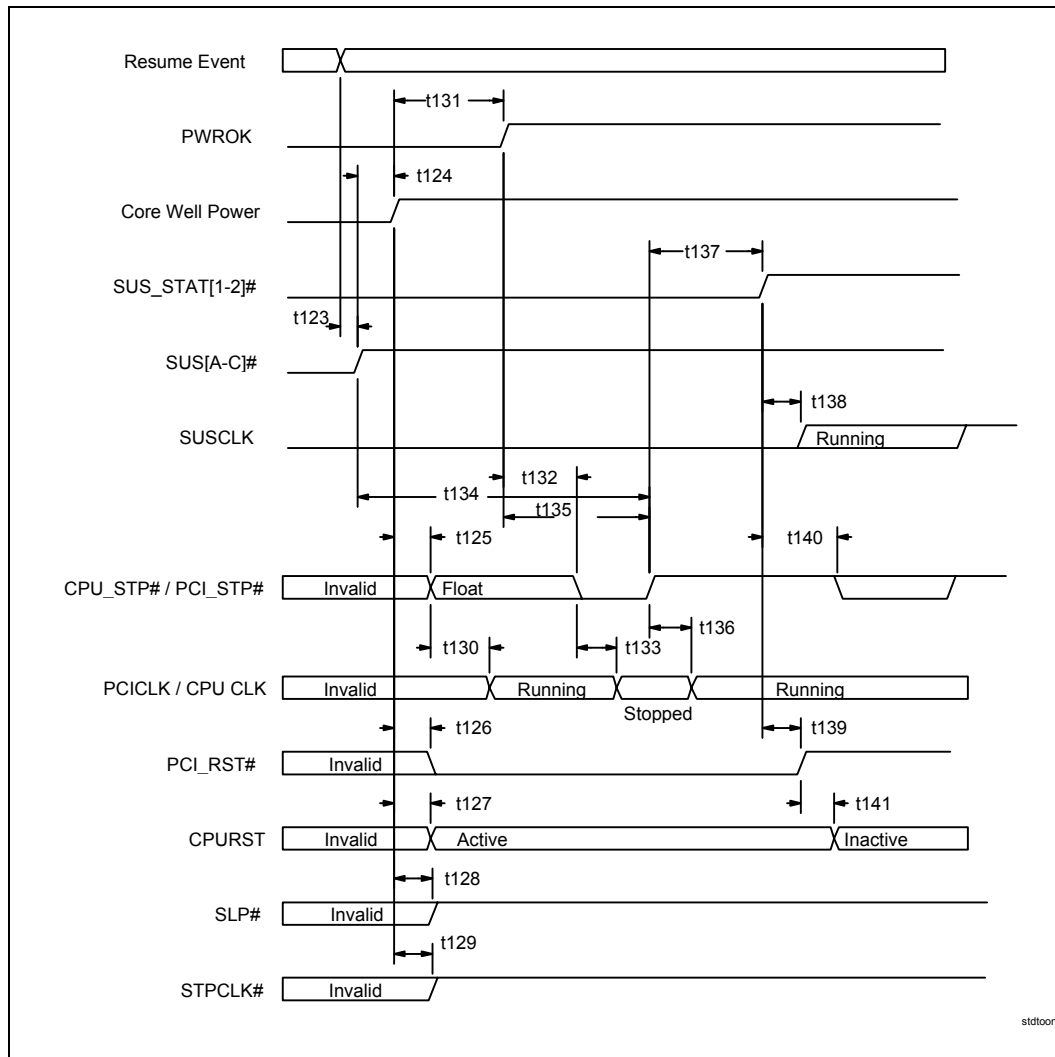 Resume Event
t131
PWROK
t124
Core Well Power
t137
SUS_STAT[1-2]#
t123
SUS[A-C]#
t138
SUSCLK
Running
t132
t134
t135
t125
t140
CPU_STP# / PCI_STP#
Invalid
Float
t136
t130
t133
PCICLK / CPU CLK
Invalid
Running
Running
Stopped
t126
t139
PCI_RST#
Invalid
t127
t141
CPURST
Invalid
Active
Inactive
t128
SLP#
Invalid
t129
STPCLK#
Invalid